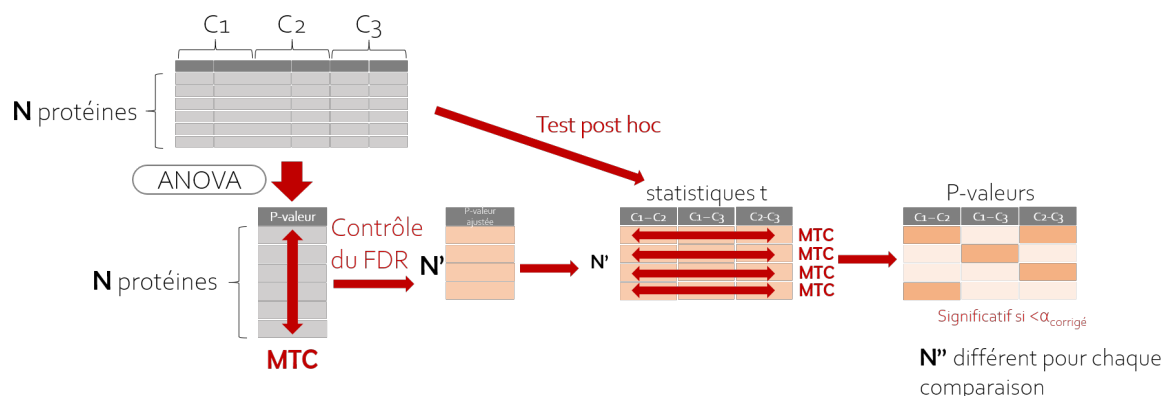 C1 C2 C3
N protéines
Test post hoc
ANOVA
statistiques t
P-valeurs
P-valeur
Contrôle
du FDR
P-valeur
ajustée
C1–C2 C1–C3 C2-C3
C1–C2 C1–C3 C2-C3
N protéines
N'
N'
MTC
MTC
MTC
MTC
Significatif si <αcorrigé
MTC
N'' différent pour chaque
comparaison